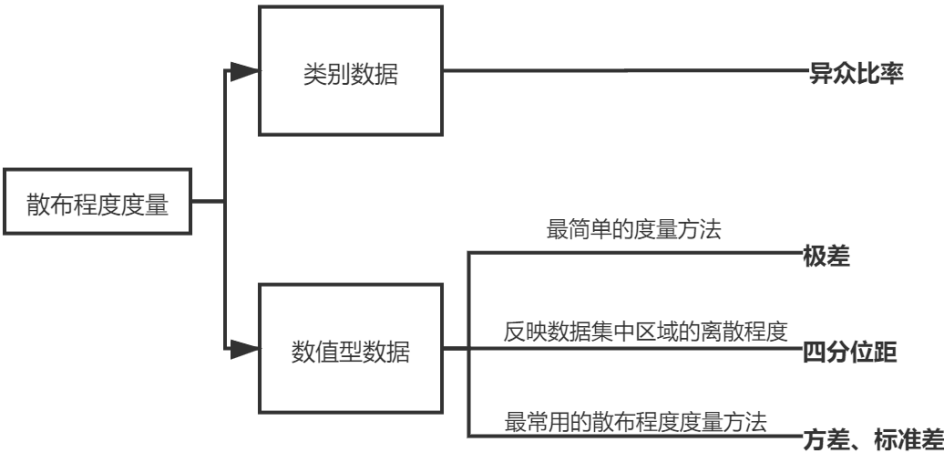 类别数据
异众比率
散布程度度量
最简单的度量方法
极差
数值型数据
反映数据集中区域的离散程度
四分位距
最常用的散布程度度量方法
方差、标准差